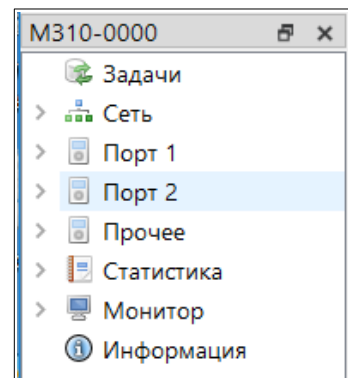 M310-0000
Задачи
Сеть
Порт 1
Порт 2
Прочее
Статистика
Монитор
Информация